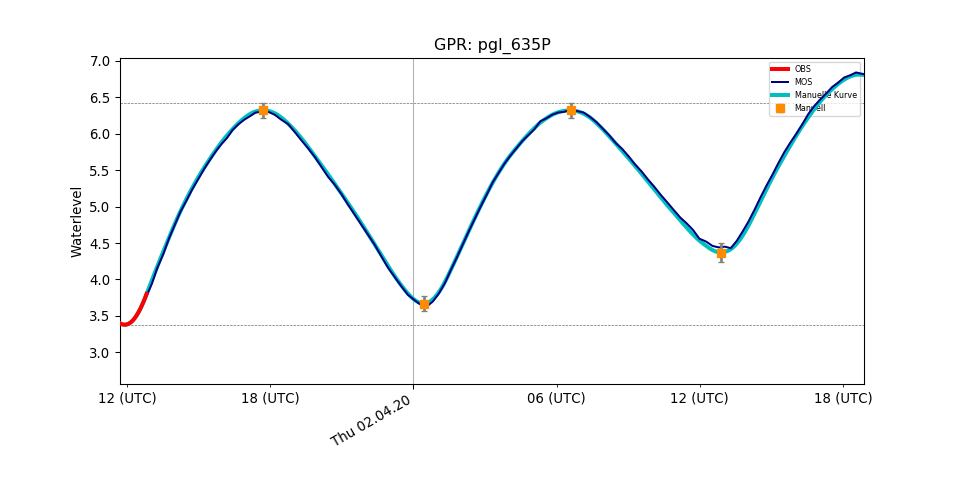 GPR: pgl_635P
Waterlevel
7.0
6.5
6.0
5.5
5.0
4.5
4.0
3.5
3.0
OBS
MOS
Manuelle Kurve
Manuell
12 (UTC)
18 (UTC)
Thu 02.04.20
06 (UTC)
12 (UTC)
18 (UTC)